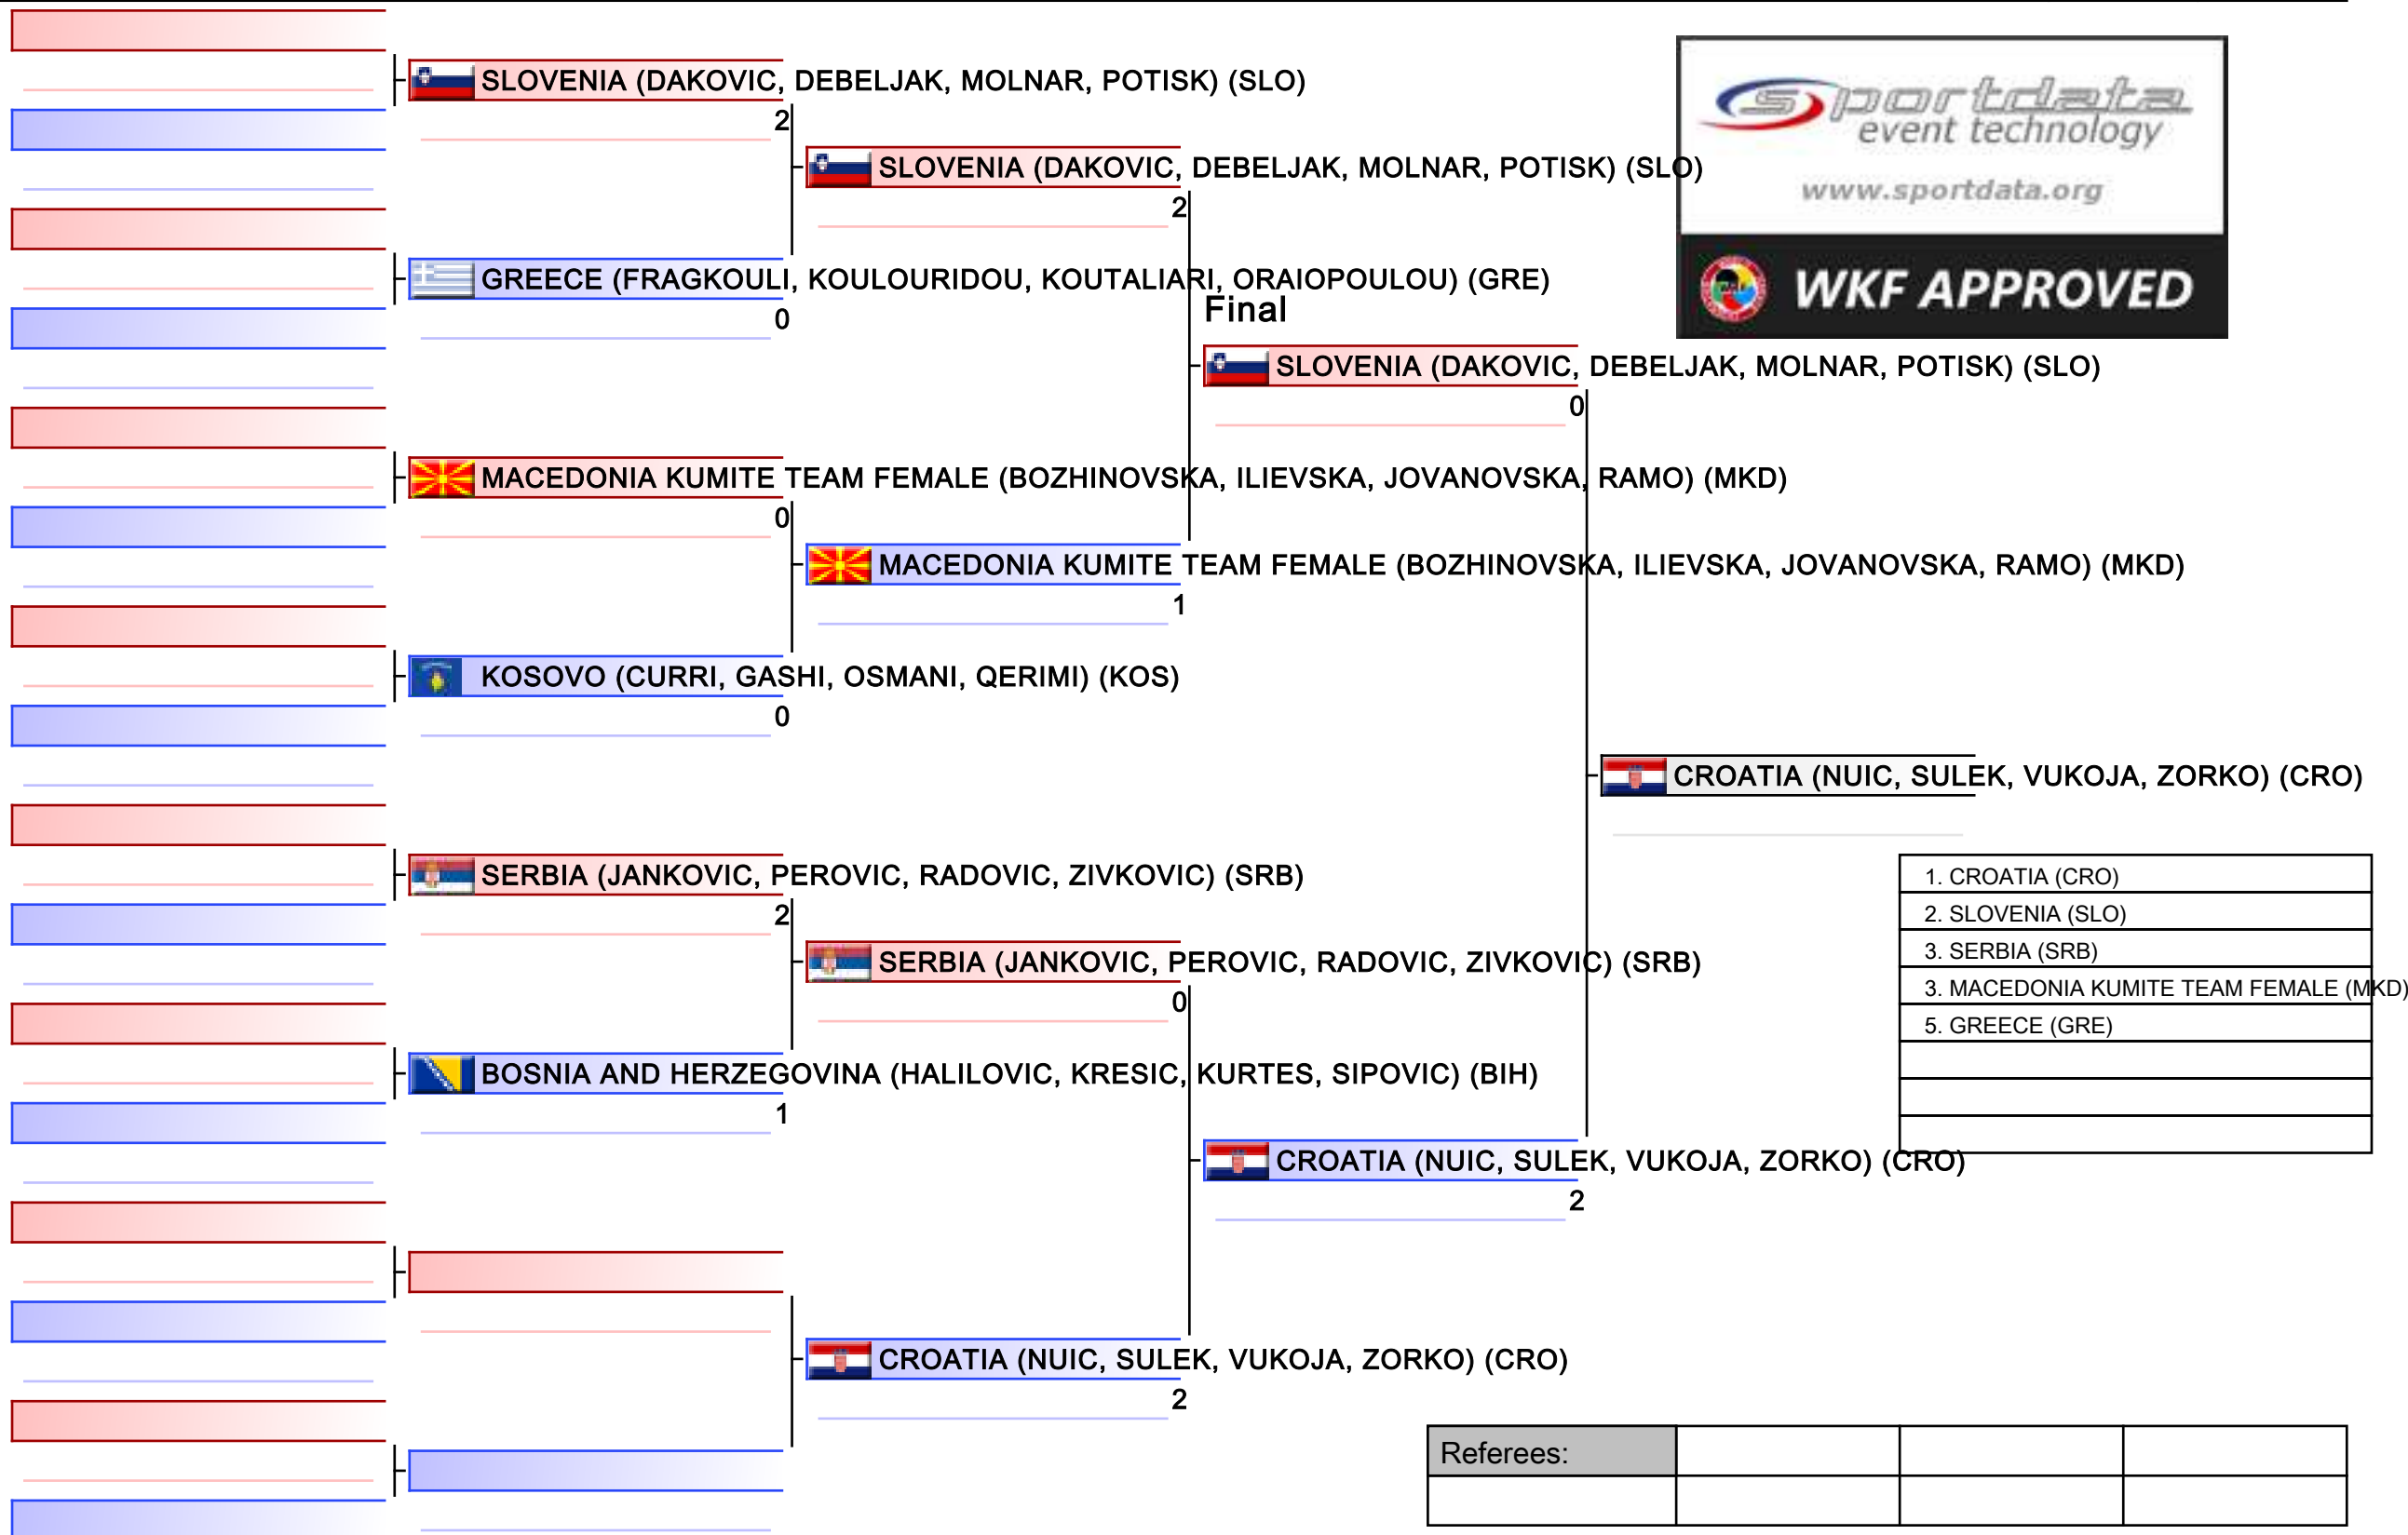 SLOVENIA (DAKOVIC, DEBELJAK, MOLNAR, POTISK) (SLO)
2
SLOVENIA (DAKOVIC, DEBELJAK, MOLNAR, POTISK) (SLO)
2
sportdata
event technology
www.sportdata.org
WKF APPROVED
GREECE (FRAGKOULI, KOULOURIDOU, KOUTALIARI, ORAIOPOULOU) (GRE)
0
Final
SLOVENIA (DAKOVIC, DEBELJAK, MOLNAR, POTISK) (SLO)
0
MACEDONIA KUMITE TEAM FEMALE (BOZHINOVSKA, ILIEVSKA, JOVANOVSKA, RAMO) (MKD)
0
MACEDONIA KUMITE TEAM FEMALE (BOZHINOVSKA, ILIEVSKA, JOVANOVSKA, RAMO) (MKD)
1
KOSOVO (CURRI, GASHI, OSMANI, QERIMI) (KOS)
0
CROATIA (NUIC, SULEK, VUKOJA, ZORKO) (CRO)
SERBIA (JANKOVIC, PEROVIC, RADOVIC, ZIVKOVIC) (SRB)
2
SERBIA (JANKOVIC, PEROVIC, RADOVIC, ZIVKOVIC) (SRB)
0
1. CROATIA (CRO)
2. SLOVENIA (SLO)
3. SERBIA (SRB)
3. MACEDONIA KUMITE TEAM FEMALE (MKD)
5. GREECE (GRE)
BOSNIA AND HERZEGOVINA (HALILOVIC, KRESIC, KURTES, SIPOVIC) (BIH)
1
CROATIA (NUIC, SULEK, VUKOJA, ZORKO) (CRO)
2
CROATIA (NUIC, SULEK, VUKOJA, ZORKO) (CRO)
2
Referees: